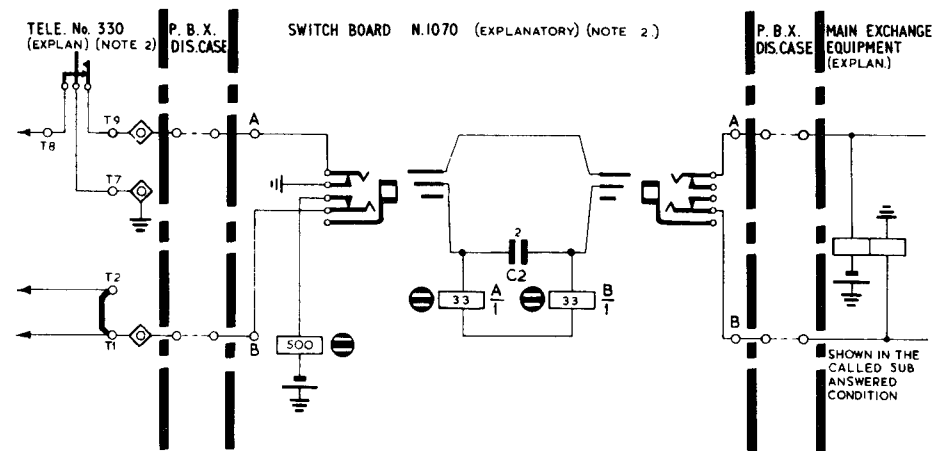 TELE. No. 330
(EXPLAN) (NOTE 2)
P. B. X.
DIS.CASE
SWITCH BOARD N.1070 (EXPLANATORY) (NOTE 2.)
P. B. X.
DIS.CASE
MAIN EXCHANGE
EQUIPMENT
(EXPLAN.)
T8
T9
A
A
T7
2
C2
T2
33
A
1
33
B
1
T1
B
500
B
SHOWN IN THE
CALLED SUB
ANSWERED
CONDITION